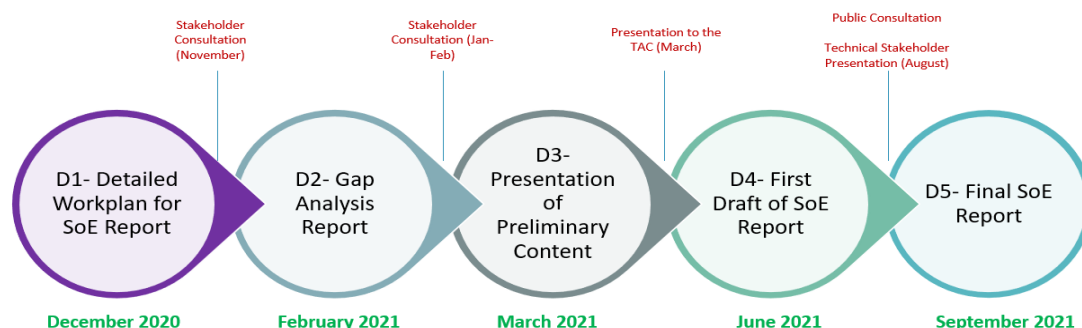 Stakeholder
Consultation
(November)
Stakeholder
Consultation (Jan-
Feb)
Presentation to the
TAC (March)
Public Consultation
Technical Stakeholder
Presentation (August)
D1- Detailed
Workplan for
SoE Report
D2- Gap
Analysis
Report
D3-
Presentation
of
Preliminary
Content
D4- First
Draft of SoE
Report
D5- Final SoE
Report
December 2020
February 2021
March 2021
June 2021
September 2021